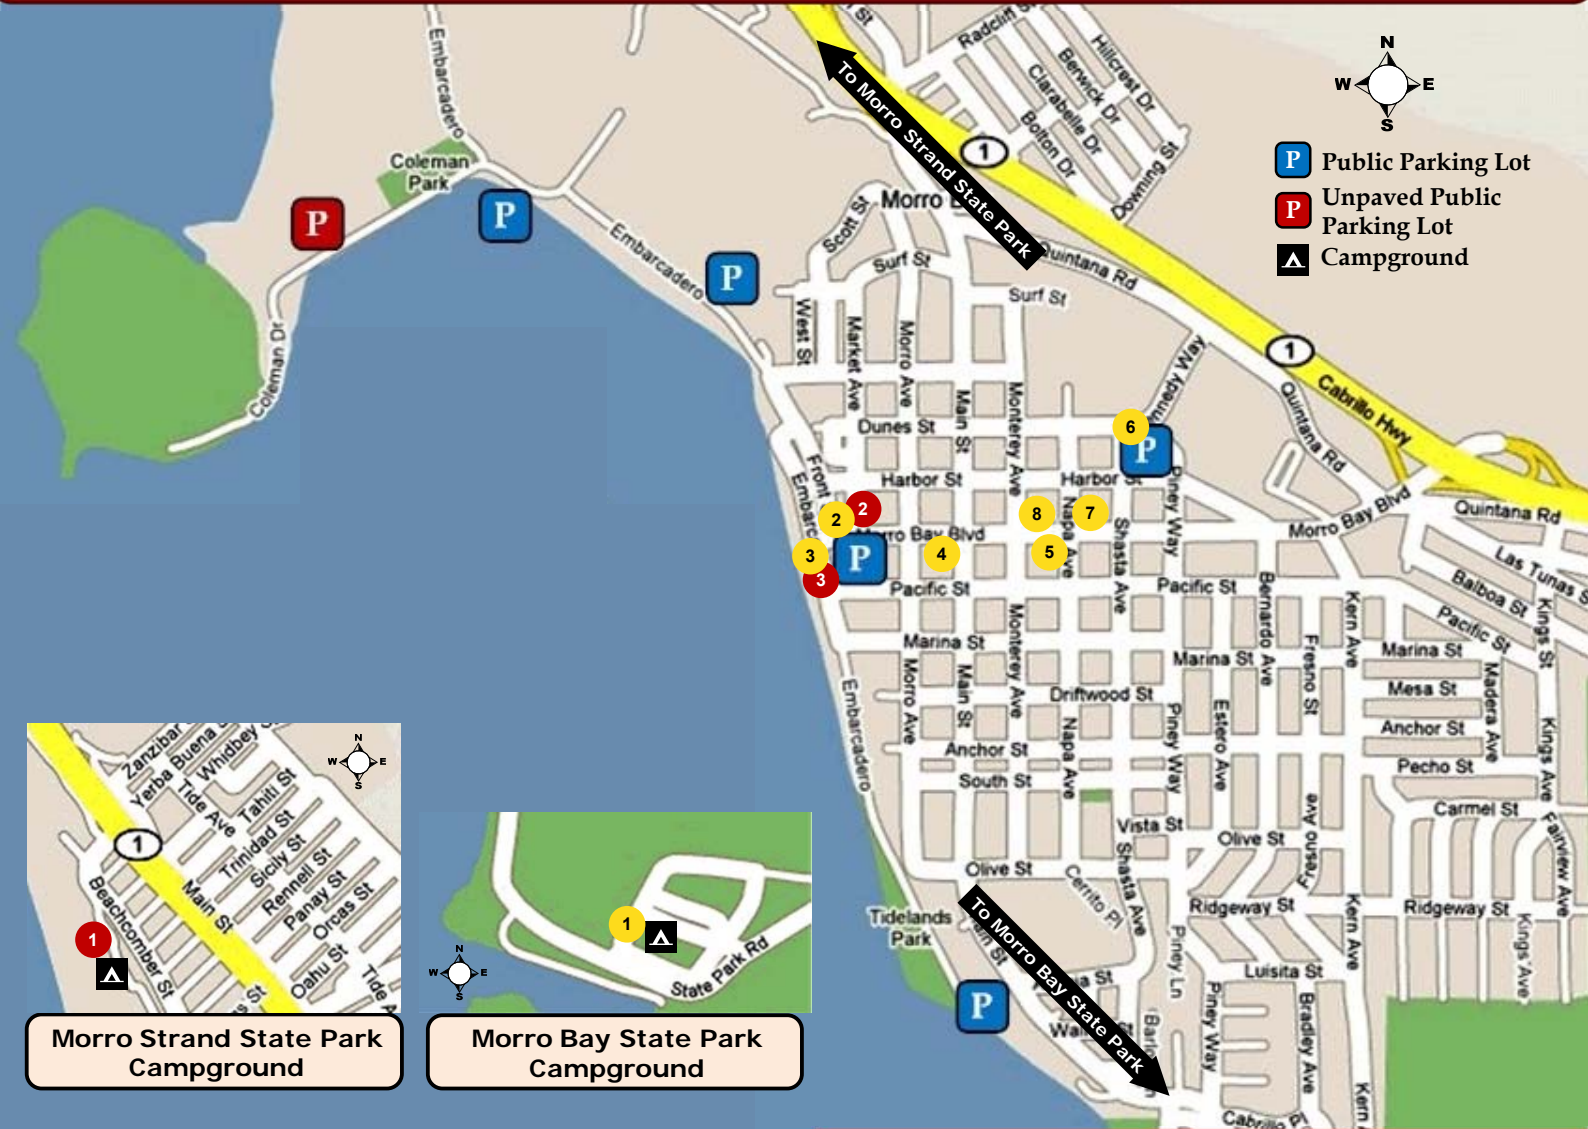 Embarcadero
Coleman
Park
P
P
P
Embarcadero
Coleman Dr
To Morro Strand State Park
Radcliff St
Hillcrest Dr
Berwick Dr
Clarabelle Dr
Bolton Dr
Downing St
1
N
W E
S
P Public Parking Lot
P Unpaved Public
Parking Lot
Campground
Morro
Scott St
Surf St
Surf St
Quintana Rd
1
Cabrillo Hwy
Quintana Rd
West St
Market Ave
Morro Ave
Main St
Monterey Ave
Dunes St
6
P
Harbor St
Harbor St
Front
2
2
3
3
P
4
8
7
5
Morro Bay Blvd
Napa Ave
Shasta Ave
Piney Way
Morro Bay Blvd
Quintana Rd
Las Tunas
Balboa St
Pacific St
Kings St
Pacific St
Pacific St
Bernardo Ave
Kern Ave
Marina St
Marina St
Marina St
Monterey Ave
Morro Ave
Main St
Fresno St
Mesa St
Madera Ave
Driftwood St
Embarcadero
Estero Ave
Piney Way
Napa Ave
Anchor St
Anchor St
Kings Ave
Pecho St
South St
Carmel St
Vista St
Olive St
Olive St
Fresno Ave
Fairview Ave
Shasta Ave
Cerrito Pl
Ridgeway St
Ridgeway St
Kern Ave
Kings Ave
Tidelands
Park
P
To Morro Bay State Park
Piney Ln
Luisita St
Piney Way
Bradley Ave
Cabrillo Pl
Zanzibar
Yerba Buena
Whidbey
Tide Ave
Tahiti St
Trinidad St
Sicily St
Rennell St
Panay St
Orcas St
Oahu St
Main St
Beachcomber St
1
1
N
W E
S
Morro Strand State Park
Campground
1
State Park Rd
N
W E
S
Morro Bay State Park
Campground